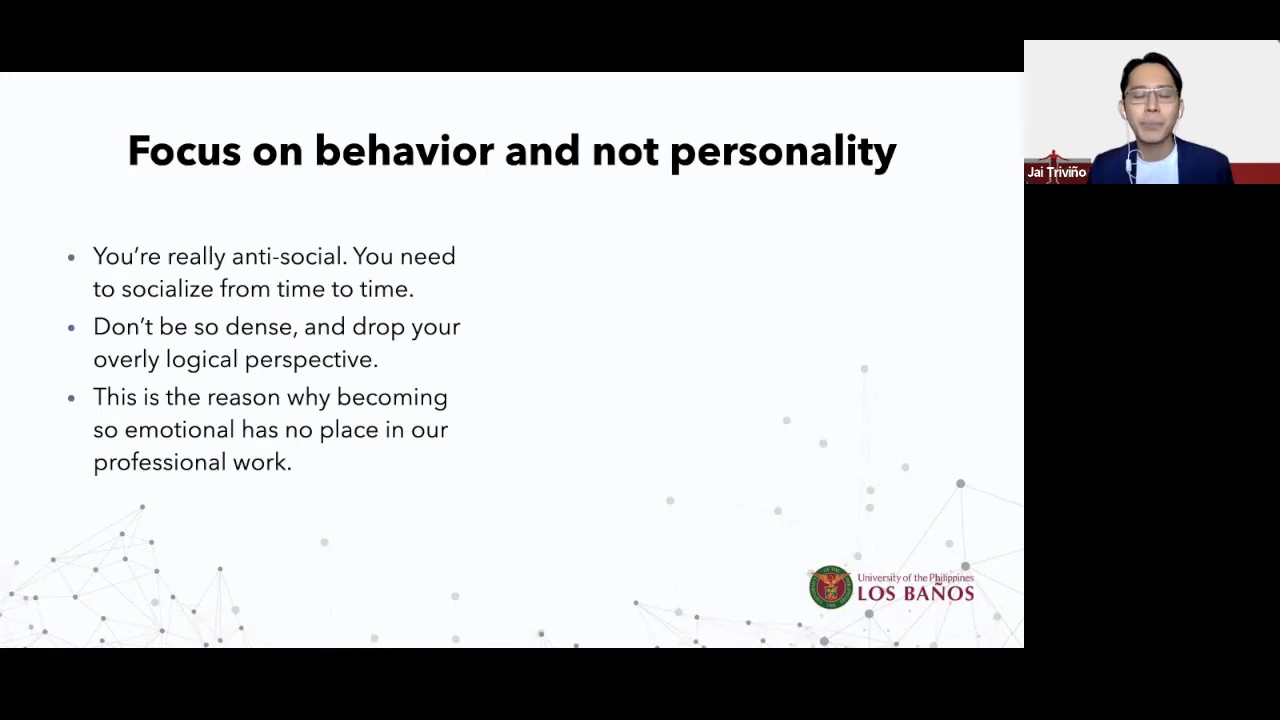 Focus on behavior and not personality
You're really anti-social. You need
to socialize from time to time.
Don't be so dense, and drop your
overly logical perspective.
This is the reason why becoming
so emotional has no place in our
professional work.
University of the Philippines
LOS BAÑOS
Jai Triviño